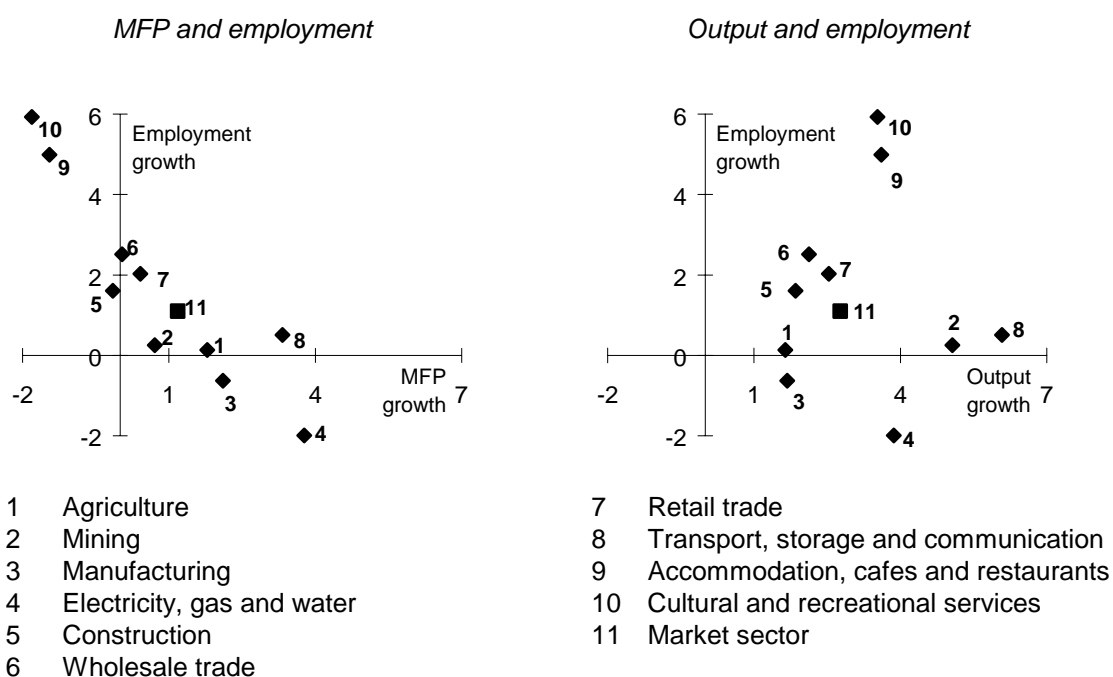 MFP and employment
Output and employment
6
Employment
growth
10
9
4
6
2
7
5
11
2
1
8
0
MFP
growth
-2
1
4
7
3
-2
4
6
Employment
growth
10
9
4
6
7
2
5
11
1
2
8
0
Output
growth
-2
1
4
7
3
-2
4
1 Agriculture
2 Mining
3 Manufacturing
4 Electricity, gas and water
5 Construction
6 Wholesale trade
7 Retail trade
8 Transport, storage and communication
9 Accommodation, cafes and restaurants
10 Cultural and recreational services
11 Market sector